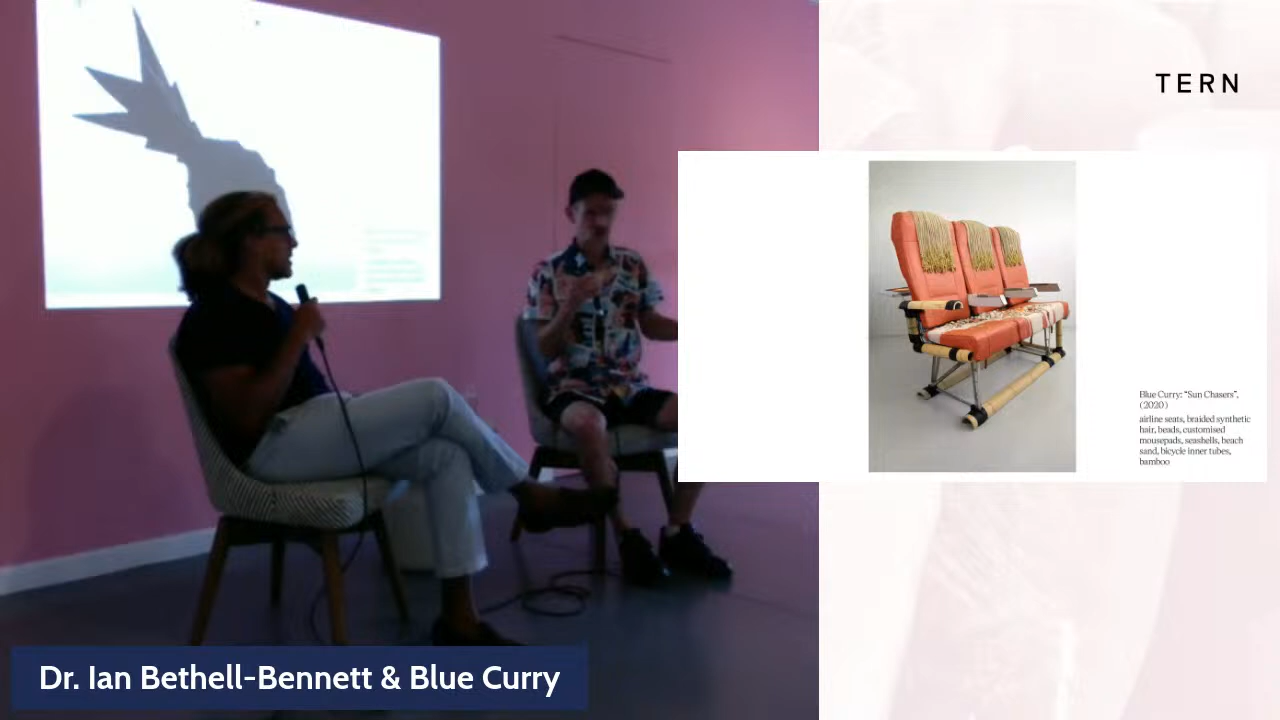 TERN
Blue Curry: “Sun Chasers”,
(2020)
airline seats, braided synthetic
hair, beads, customised
mousepads, seashells, beach
sand, bicycle inner tubes,
bamboo
Dr. Ian Bethell-Bennett & Blue Curry